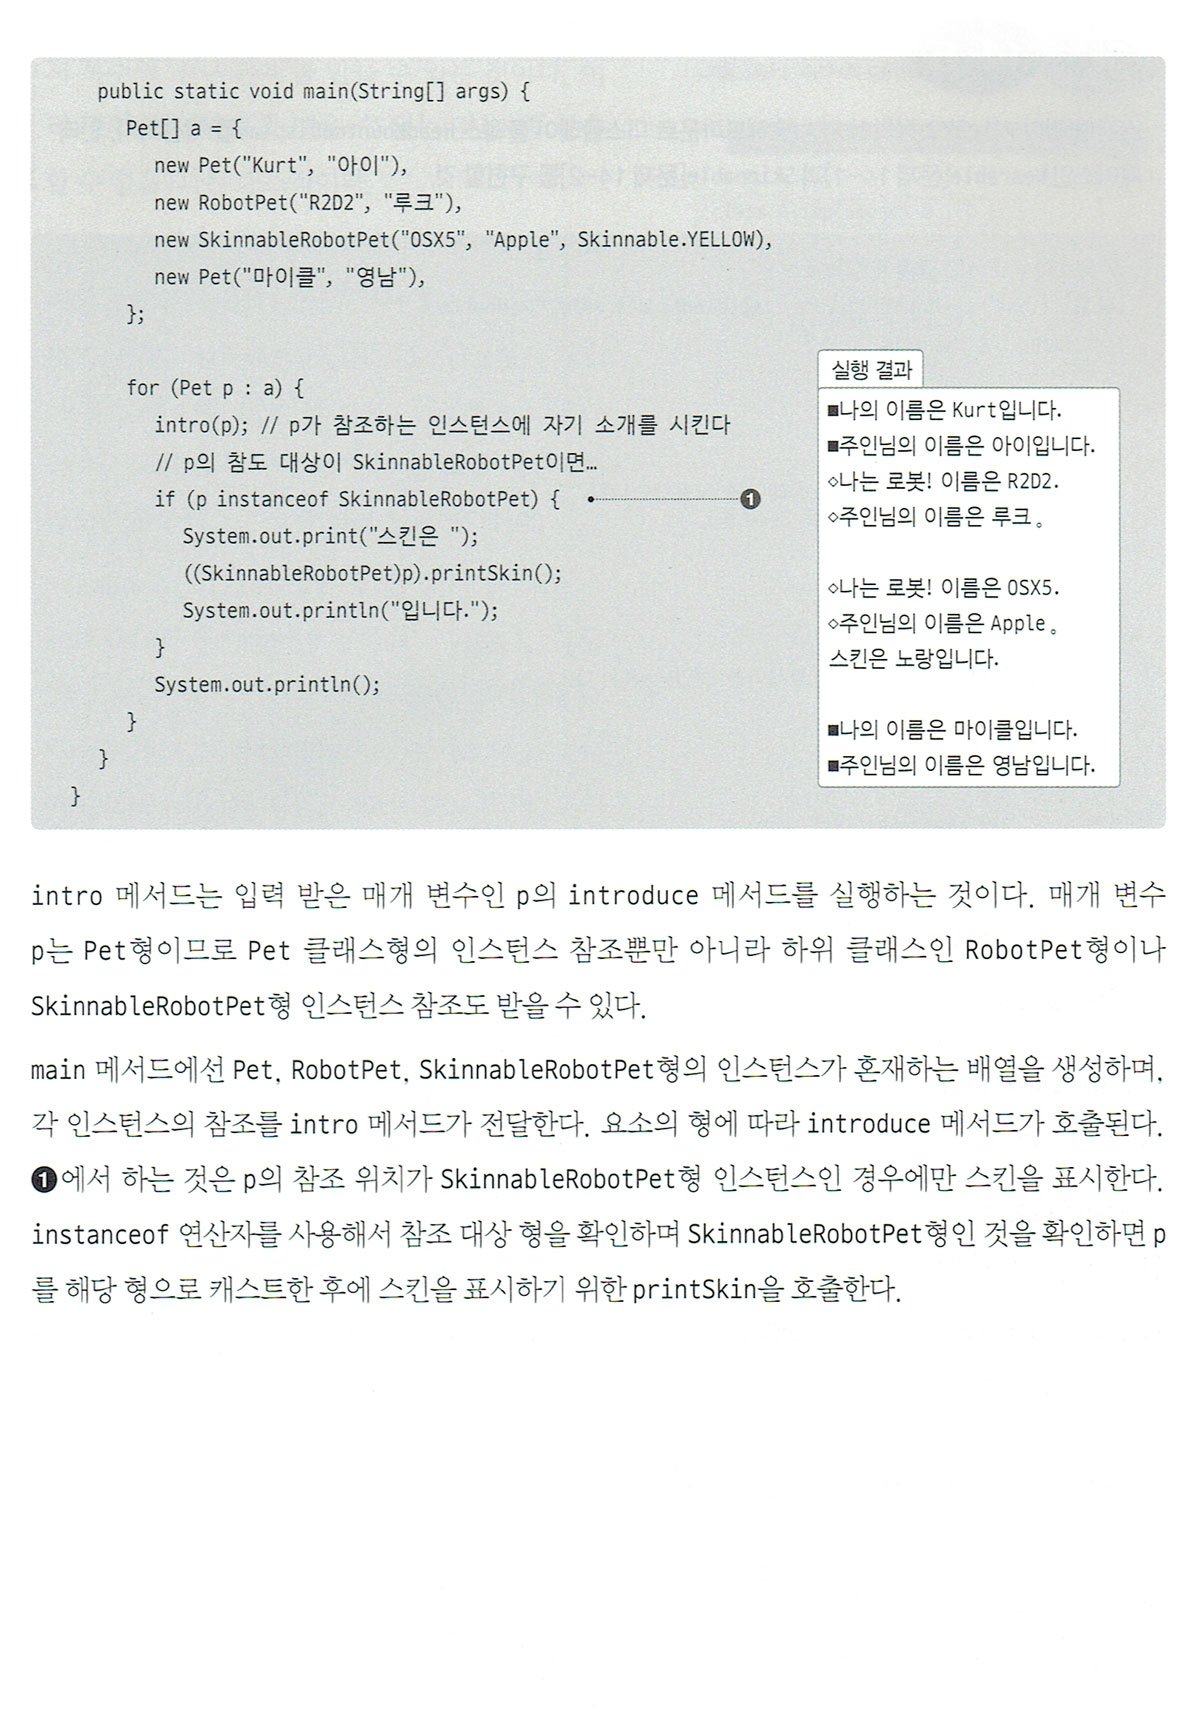 public static void main(String[] args) {
Pet[] a = {
new Pet("Kurt", "아이"),
new RobotPet("R2D2", "루크"),
new SkinnableRobotPet("OSX5", "Apple", Skinnable.YELLOW),
new Pet("마이클", "영남"),
};
for (Pet p : a) {
intro(p); // p가 참조하는 인스턴스에 자기 소개를 시킨다
// p의 참도 대상이 SkinnableRobotPet이면…
if (p instanceof SkinnableRobotPet) { ❶
System.out.print("스킨은 ");
((SkinnableRobotPet)p).printSkin();
System.out.println("입니다.");
}
System.out.println();
}
}
}
실행 결과
■나의 이름은 Kurt입니다.
■주인님의 이름은 아이입니다.
◇나는 로봇! 이름은 R2D2.
◇주인님의 이름은 루크。
◇나는 로봇! 이름은 OSX5.
◇주인님의 이름은 Apple。
스킨은 노랑입니다.
■나의 이름은 마이클입니다.
■주인님의 이름은 영남입니다.
intro 메서드는 입력 받은 매개 변수인 p의 introduce 메서드를 실행하는 것이다. 매개 변수
p는 Pet형이므로 Pet 클래스형의 인스턴스 참조뿐만 아니라 하위 클래스인 RobotPet형이나
SkinnableRobotPet형 인스턴스 참조도 받을 수 있다.
main 메서드에선 Pet, RobotPet, SkinnableRobotPet형의 인스턴스가 혼재하는 배열을 생성하며,
각 인스턴스의 참조를 intro 메서드가 전달한다. 요소의 형에 따라 introduce 메서드가 호출된다.
❶에서 하는 것은 p의 참조 위치가 SkinnableRobotPet형 인스턴스인 경우에만 스킨을 표시한다.
instanceof 연산자를 사용해서 참조 대상 형을 확인하며 SkinnableRobotPet형인 것을 확인하면 p
를 해당 형으로 캐스트한 후에 스킨을 표시하기 위한 printSkin을 호출한다.